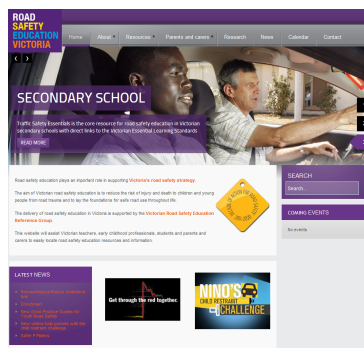 ROAD
SAFETY
EDUCATION
VICTORIA
Home About Resources Parents and carers Research News Calendar Contact
SECONDARY SCHOOL
Traffic Safety Essentials is the core resource for road safety education in Victorian
secondary schools with direct links to the Victorian Essential Learning Standards
READ MORE
Road safety education plays an important role in supporting Victoria's road safety strategy.
The aim of Victorian road safety education is to reduce the risk of injury and death to children and young
people from road trauma and to lay the foundations for safe road use throughout life.
The delivery of road safety education in Victoria is supported by the Victorian Road Safety Education
Reference Group.
This website will assist Victorian teachers, early childhood professionals, students and parents and
carers to easily locate road safety education resources and information.
SEARCH
Search...
COMING EVENTS
No events
LATEST NEWS
Get through the red together.
NINO'S
CHILD RESTRAINT
CHALLENGE